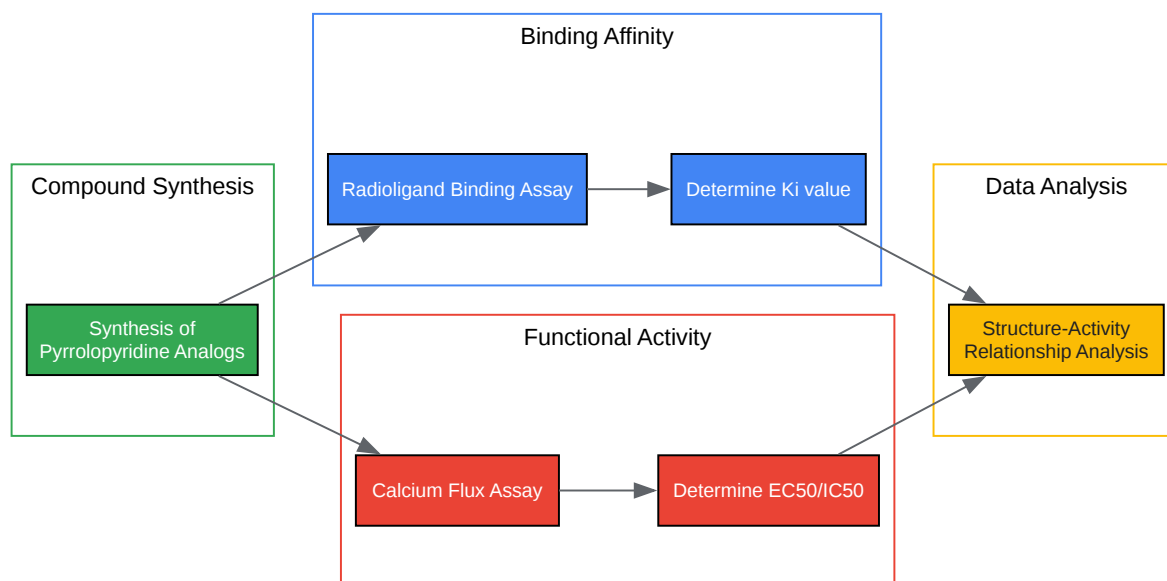 Binding Affinity
Radioligand Binding Assay
Determine Ki value
Compound Synthesis
Synthesis of
Pyrrolopyridine Analogs
Functional Activity
Calcium Flux Assay
Determine EC50/IC50
Data Analysis
Structure-Activity
Relationship Analysis